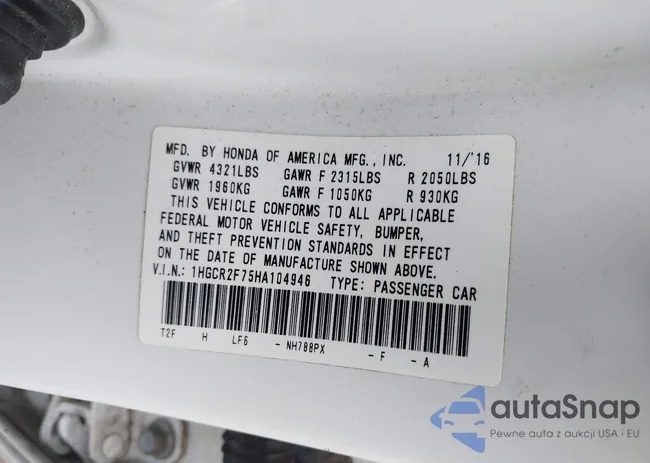 MFD. BY HONDA OF AMERICA MFG., INC. 11/'16
GVWR 4321LBS GAWR F 2315LBS R 2050LBS
GVWR 1960KG GAWR F 1050KG R 930KG
THIS VEHICLE CONFORMS TO ALL APPLICABLE
FEDERAL MOTOR VEHICLE SAFETY, BUMPER,
AND THEFT PREVENTION STANDARDS IN EFFECT
ON THE DATE OF MANUFACTURE SHOWN ABOVE.
V.I.N.: 1HGCR2F75HA104946 TYPE: PASSENGER CAR
T2F H LF6 - NH788PX - F - A
autaSnap
Pewne auta z aukcji USA i EU